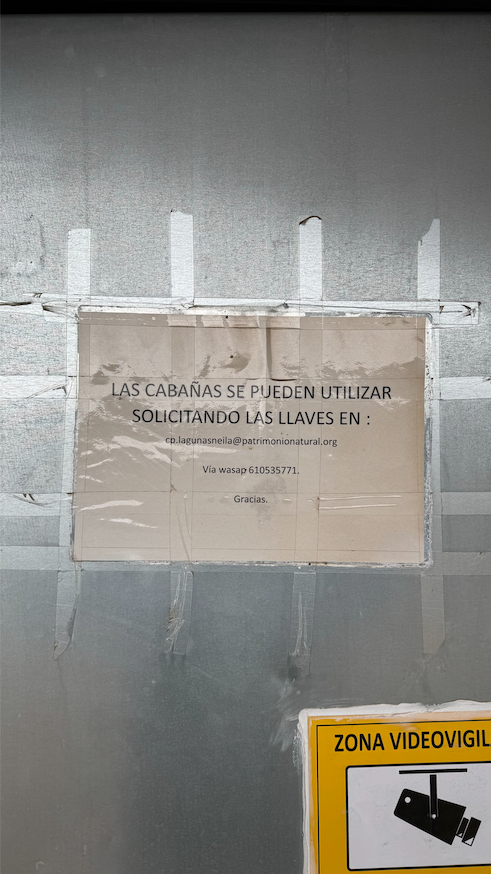 LAS CABAÑAS SE PUEDEN UTILIZAR
SOLICITANDO LAS LLAVES EN :
cp.lagunasneila@patrimonionatural.org
Vía wasap 610535771.
Gracias.
ZONA VIDEOVIGIL